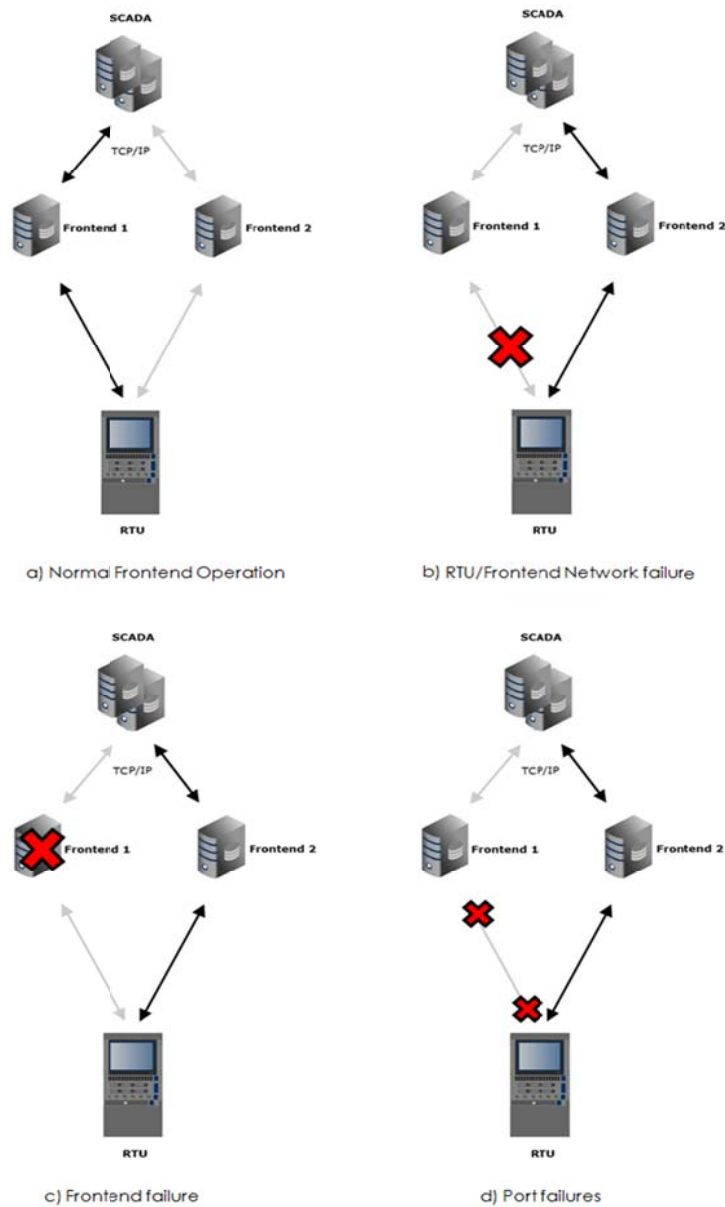 SCADA
TCP/IP
Frontend 1
Frontend 2
RTU
a) Normal Frontend Operation
SCADA
TCP/IP
Frontend 1
Frontend 2
RTU
b) RTU/Frontend Network failure
SCADA
TCP/IP
Frontend 1
Frontend 2
RTU
c) Frontend failure
SCADA
TCP/IP
Frontend 1
Frontend 2
RTU
d) Port failures